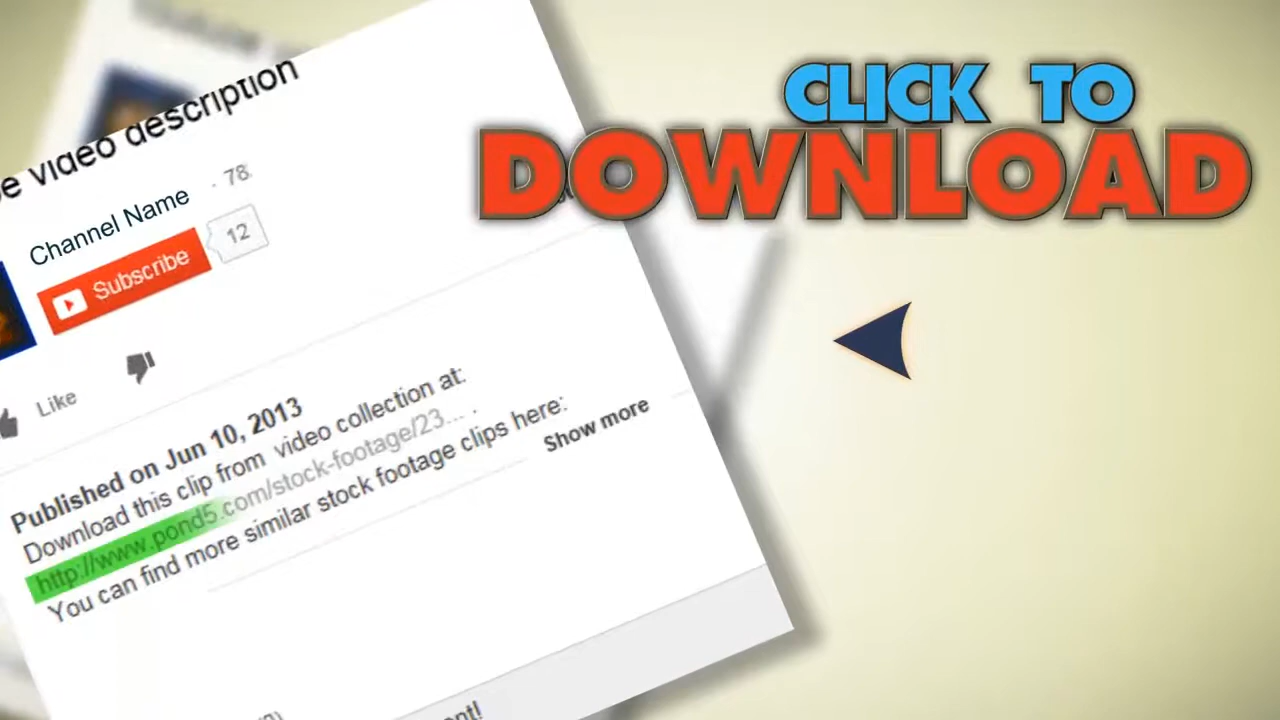 CLICK TO
DOWNLOAD
video description
Channel Name
78
Subscribe
12
Like
Published on Jun 10, 2013
Download this clip from video collection at:
http://www.pond5.com/stock-footage/23...
You can find more similar stock footage clips here:
Show more